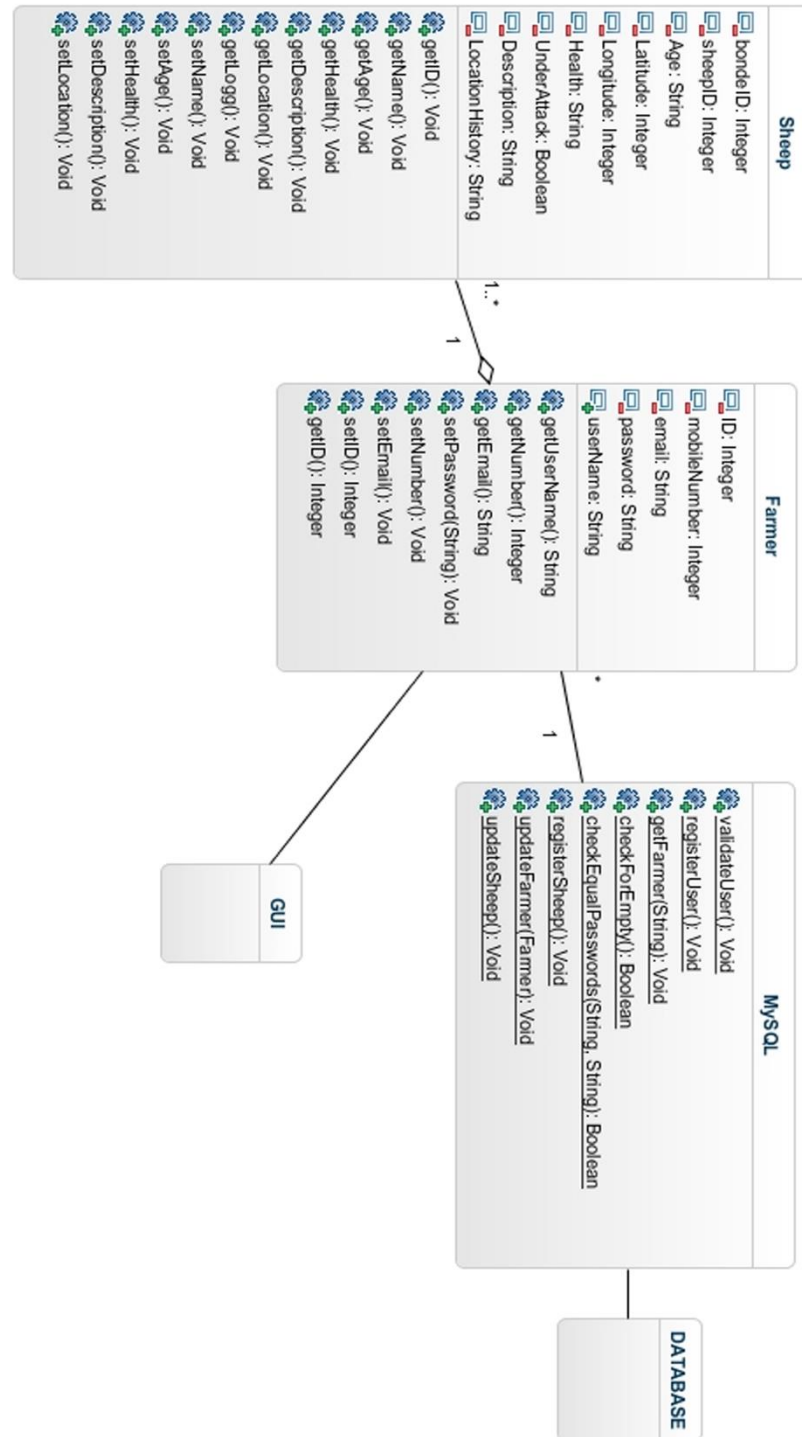 Sheep
bondeID: Integer
sheepID: Integer
Age: String
Latitude: Integer
Longitude: Integer
Health: String
UnderAttack: Boolean
Description: String
LocationHistory: String
getID(): Void
getName(): Void
getAge(): Void
getHealth(): Void
getDescription(): Void
getLocation(): Void
getLogg(): Void
setName(): Void
setAge(): Void
setHealth(): Void
setDescription(): Void
setLocation(): Void
1..*
1
Farmer
ID: Integer
mobileNumber: Integer
email: String
password: String
userName: String
getUserName(): String
getNumber(): Integer
getEmail(): String
setPassword(String): Void
setNumber(): Void
setEmail(): Void
setID(): Integer
getID(): Integer
*
1
MySQL
validateUser(): Void
registerUser(): Void
getFarmer(String): Void
checkForEmpty(): Boolean
checkEqualPasswords(String, String): Boolean
registerSheep(): Void
updateFarmer(Farmer): Void
updateSheep(): Void
GUI
DATABASE